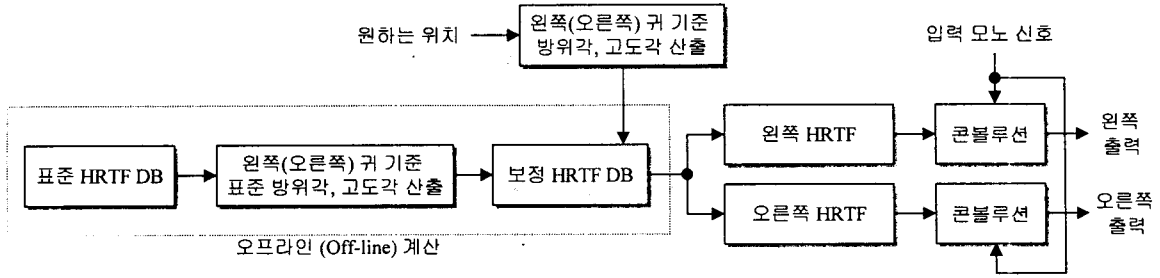 원하는 위치
왼쪽(오른쪽) 귀 기준
방위각, 고도각 산출
입력 모노 신호
표준 HRTF DB
왼쪽(오른쪽) 귀 기준
표준 방위각, 고도각 산출
보정 HRTF DB
왼쪽 HRTF
콘볼루션
왼쪽
출력
오른쪽 HRTF
콘볼루션
오른쪽
출력
오프라인 (Off-line) 계산